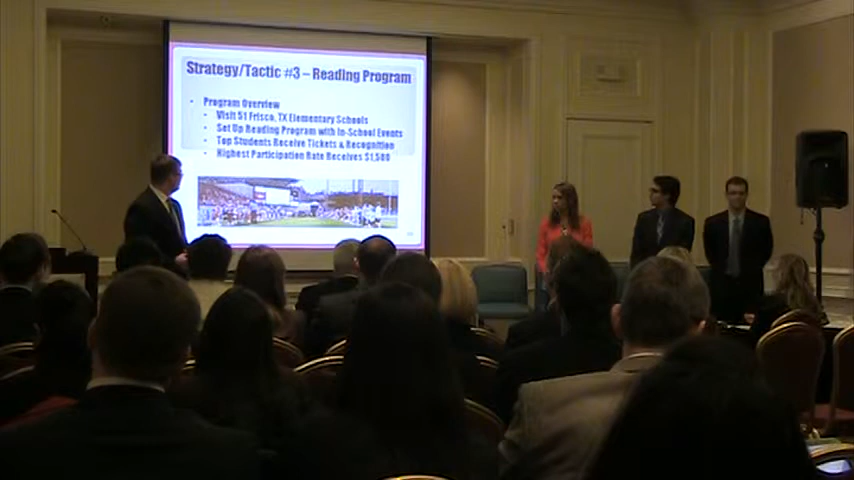 Strategy/Tactic #3 – Reading Program
• Program Overview
• Visit 51 Frisco, TX Elementary Schools
• Set Up Reading Program with In-School Events
• Top Students Receive Tickets & Recognition
• Highest Participation Rate Receives $1,500